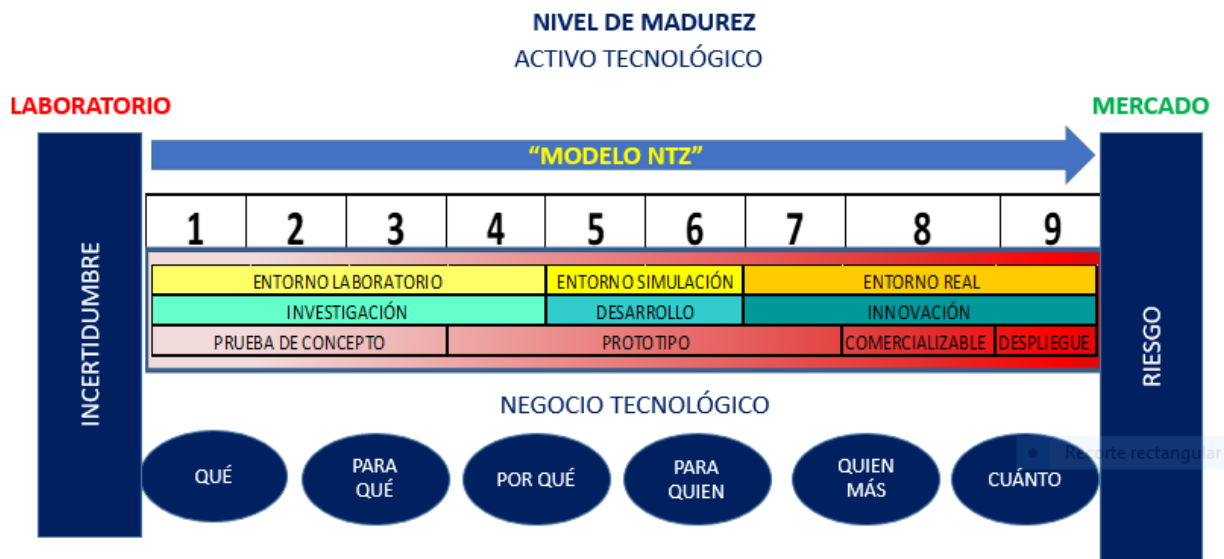 NIVEL DE MADUREZ
ACTIVO TECNOLÓGICO
LABORATORIO
MERCADO
"MODELO NTZ"
INCERTIDUMBRE
1 2 3 4 5 6 7 8 9
ENTORNO LABORATORIO ENTORNO SIMULACIÓN ENTORNO REAL
INVESTIGACIÓN DESARROLLO INNOVACIÓN
PRUEBA DE CONCEPTO PROTOTIPO COMERCIALIZABLE DESPLIEGUE
RIESGO
NEGOCIO TECNOLÓGICO
QUÉ
PARA
QUÉ
POR QUÉ
PARA
QUIEN
QUIEN
MÁS
CUÁNTO
Recorte rectangular